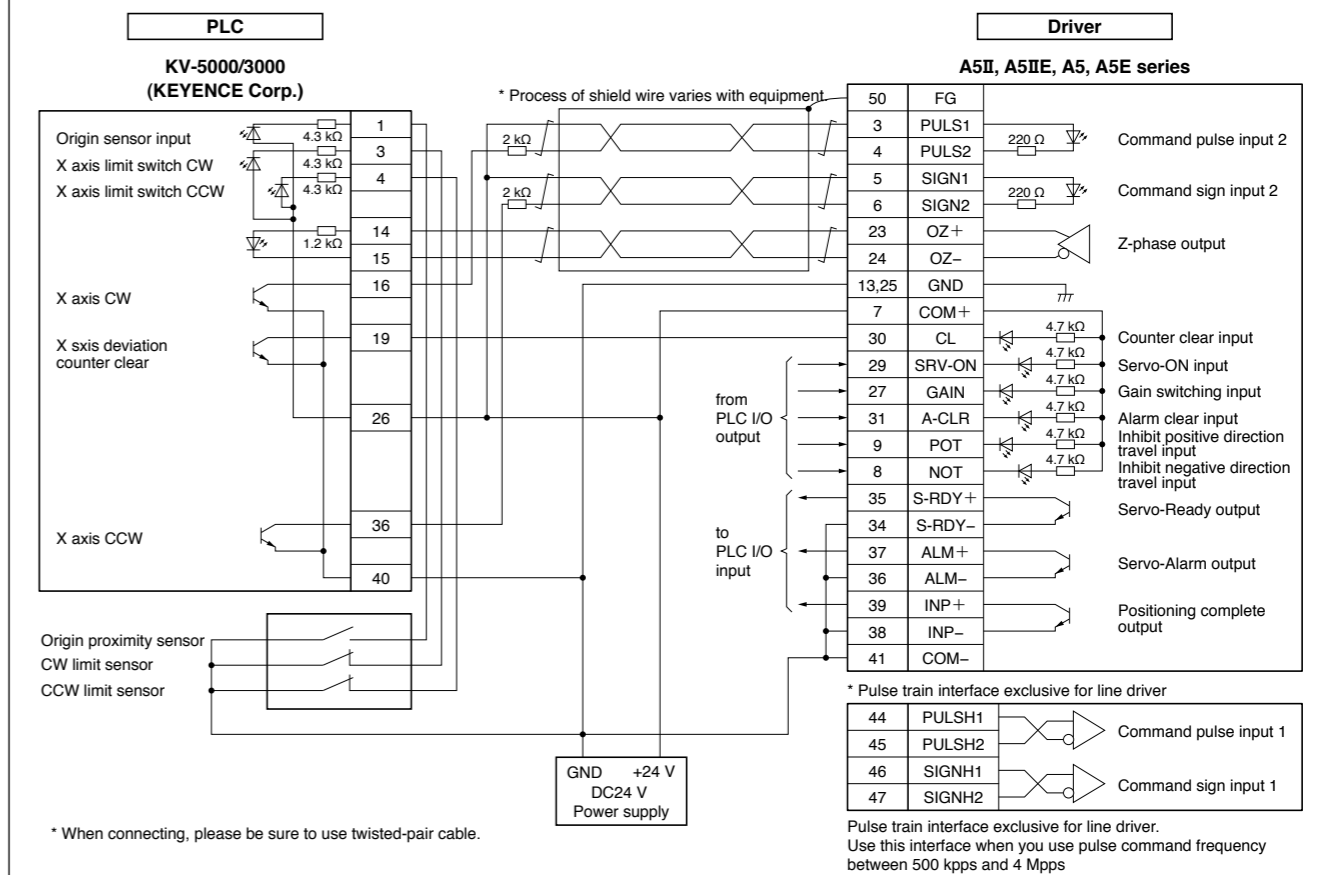 PLC
KV-5000/3000
(KEYENCE Corp.)
Driver
A5II, A5IIE, A5, A5E series
* Process of shield wire varies with equipment.
Origin sensor input
X axis limit switch CW
X axis limit switch CCW
X axis CW
X sxis deviation
counter clear
X axis CCW
4.3 kΩ
4.3 kΩ
4.3 kΩ
1.2 kΩ
1
3
4
14
15
16
19
26
36
40
2 kΩ
2 kΩ
from
PLC I/O
output
to
PLC I/O
input
50 FG
3 PULS1
4 PULS2
5 SIGN1
6 SIGN2
23 OZ+
24 OZ−
13,25 GND
7 COM+
30 CL
29 SRV-ON
27 GAIN
31 A-CLR
9 POT
8 NOT
35 S-RDY+
34 S-RDY−
37 ALM+
36 ALM−
39 INP+
38 INP−
41 COM−
220 Ω
220 Ω
4.7 kΩ
4.7 kΩ
4.7 kΩ
4.7 kΩ
4.7 kΩ
4.7 kΩ
Command pulse input 2
Command sign input 2
Z-phase output
Counter clear input
Servo-ON input
Gain switching input
Alarm clear input
Inhibit positive direction
travel input
Inhibit negative direction
travel input
Servo-Ready output
Servo-Alarm output
Positioning complete
output
Origin proximity sensor
CW limit sensor
CCW limit sensor
GND +24 V
DC24 V
Power supply
* When connecting, please be sure to use twisted-pair cable.
* Pulse train interface exclusive for line driver
44 PULSH1
45 PULSH2
46 SIGNH1
47 SIGNH2
Command pulse input 1
Command sign input 1
Pulse train interface exclusive for line driver.
Use this interface when you use pulse command frequency
between 500 kpps and 4 Mpps